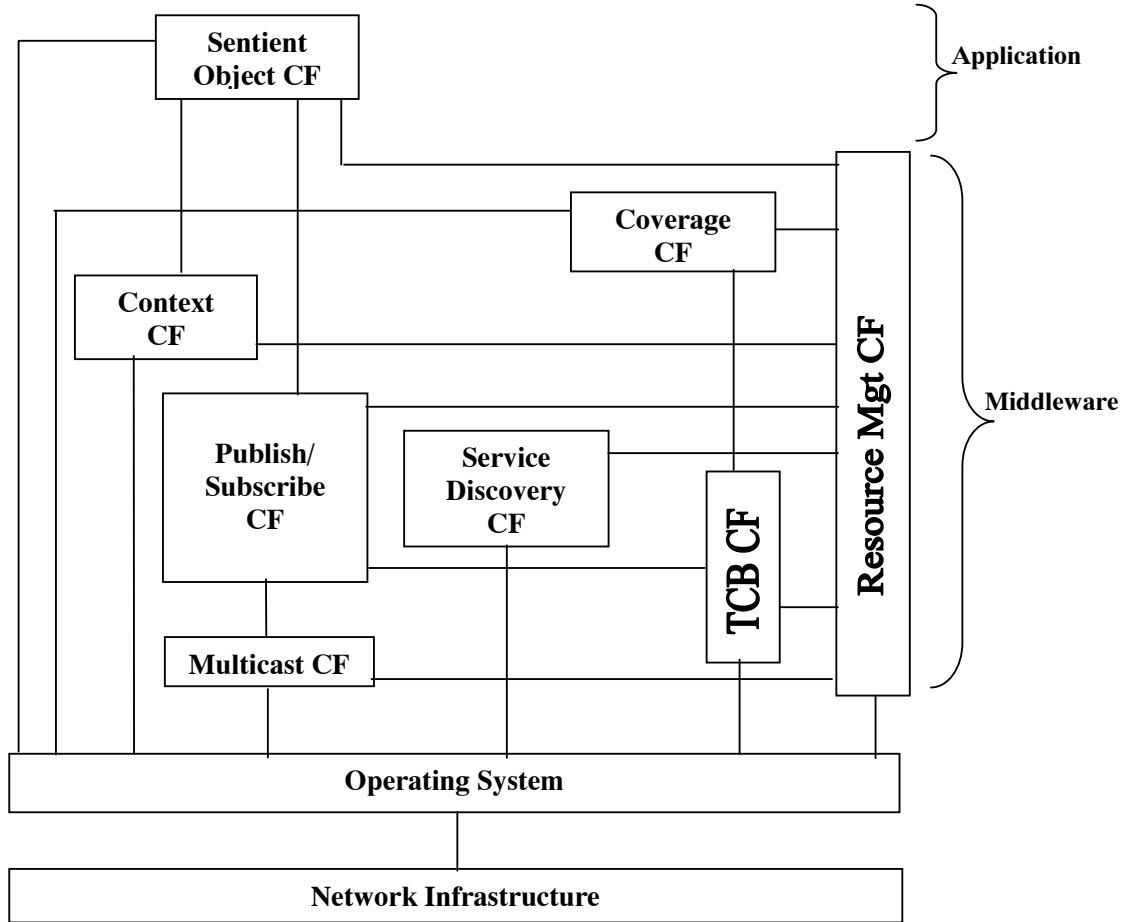 Sentient
Object CF
Application
Coverage
CF
Context
CF
Resource Mgt CF
Middleware
Publish/
Subscribe
CF
Service
Discovery
CF
TCB CF
Multicast CF
Operating System
Network Infrastructure